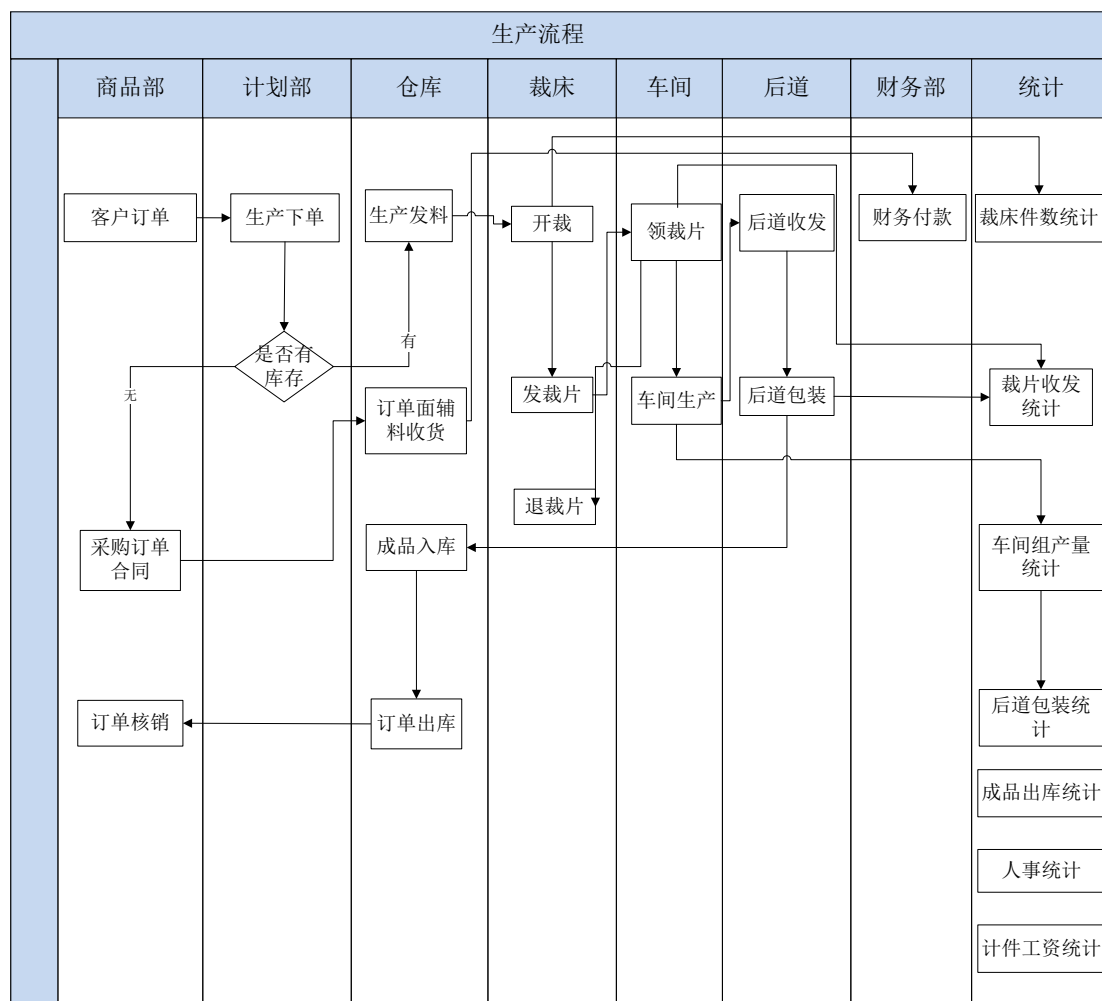 生产流程
商品部
计划部
仓库
裁床
车间
后道
财务部
统计
客户订单
生产下单
生产发料
开裁
领裁片
后道收发
财务付款
裁床件数统计
是否有
库存
有
无
订单面辅
料收货
发裁片
车间生产
后道包装
裁片收发
统计
退裁片
采购订单
合同
成品入库
车间组产量
统计
订单核销
订单出库
后道包装统
计
成品出库统计
人事统计
计件工资统计